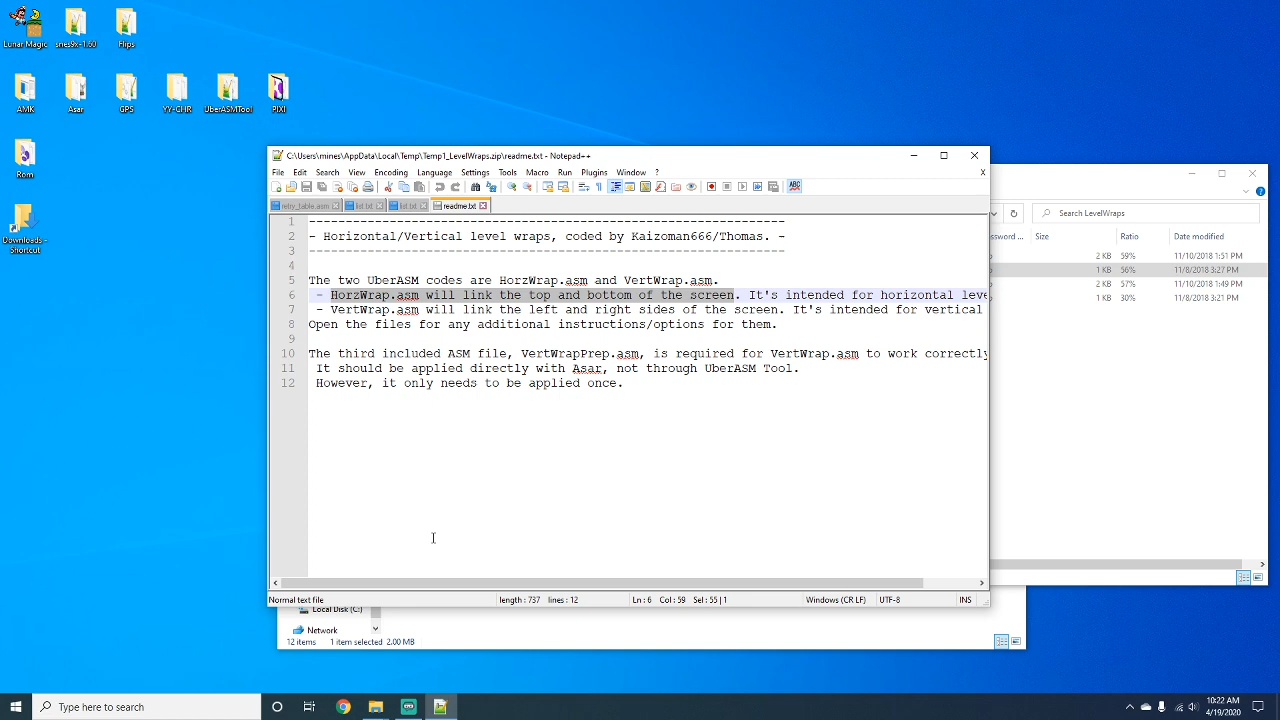 Lunar Magic
snes9x-1.60
Flips
AMK
Asar
GPS
YY-CHR
UberASMTool
PIXI
Rom
Downloads - Shortcut
C:\Users\mines\AppData\Local\Temp\Temp1_LevelWraps.zip\readme.txt - Notepad++
File Edit Search View Encoding Language Settings Tools Macro Run Plugins Window ? X
retry_table.asm list.txt list.txt readme.txt
1 -----------------------------------------------------------------
2 - Horizontal/Vertical level wraps, coded by Kaizoman666/Thomas. -
3 -----------------------------------------------------------------
4
5 The two UberASM codes are HorzWrap.asm and VertWrap.asm.
6 - HorzWrap.asm will link the top and bottom of the screen. It's intended for horizontal leve
7 - VertWrap.asm will link the left and right sides of the screen. It's intended for vertical
8 Open the files for any additional instructions/options for them.
9
10 The third included ASM file, VertWrapPrep.asm, is required for VertWrap.asm to work correctly
11 It should be applied directly with Asar, not through UberASM Tool.
12 However, it only needs to be applied once.
Normal text file length : 737 lines : 12 Ln : 6 Col : 59 Sel : 55 | 1 Windows (CR LF) UTF-8 INS
Search LevelWraps
ssword ... Size Ratio Date modified
2 KB 59% 11/10/2018 1:51 PM
1 KB 56% 11/8/2018 3:27 PM
2 KB 57% 11/10/2018 1:49 PM
1 KB 30% 11/8/2018 3:21 PM
Local Disk (C:)
Network
12 items 1 item selected 2.00 MB
Type here to search
10:22 AM
4/19/2020